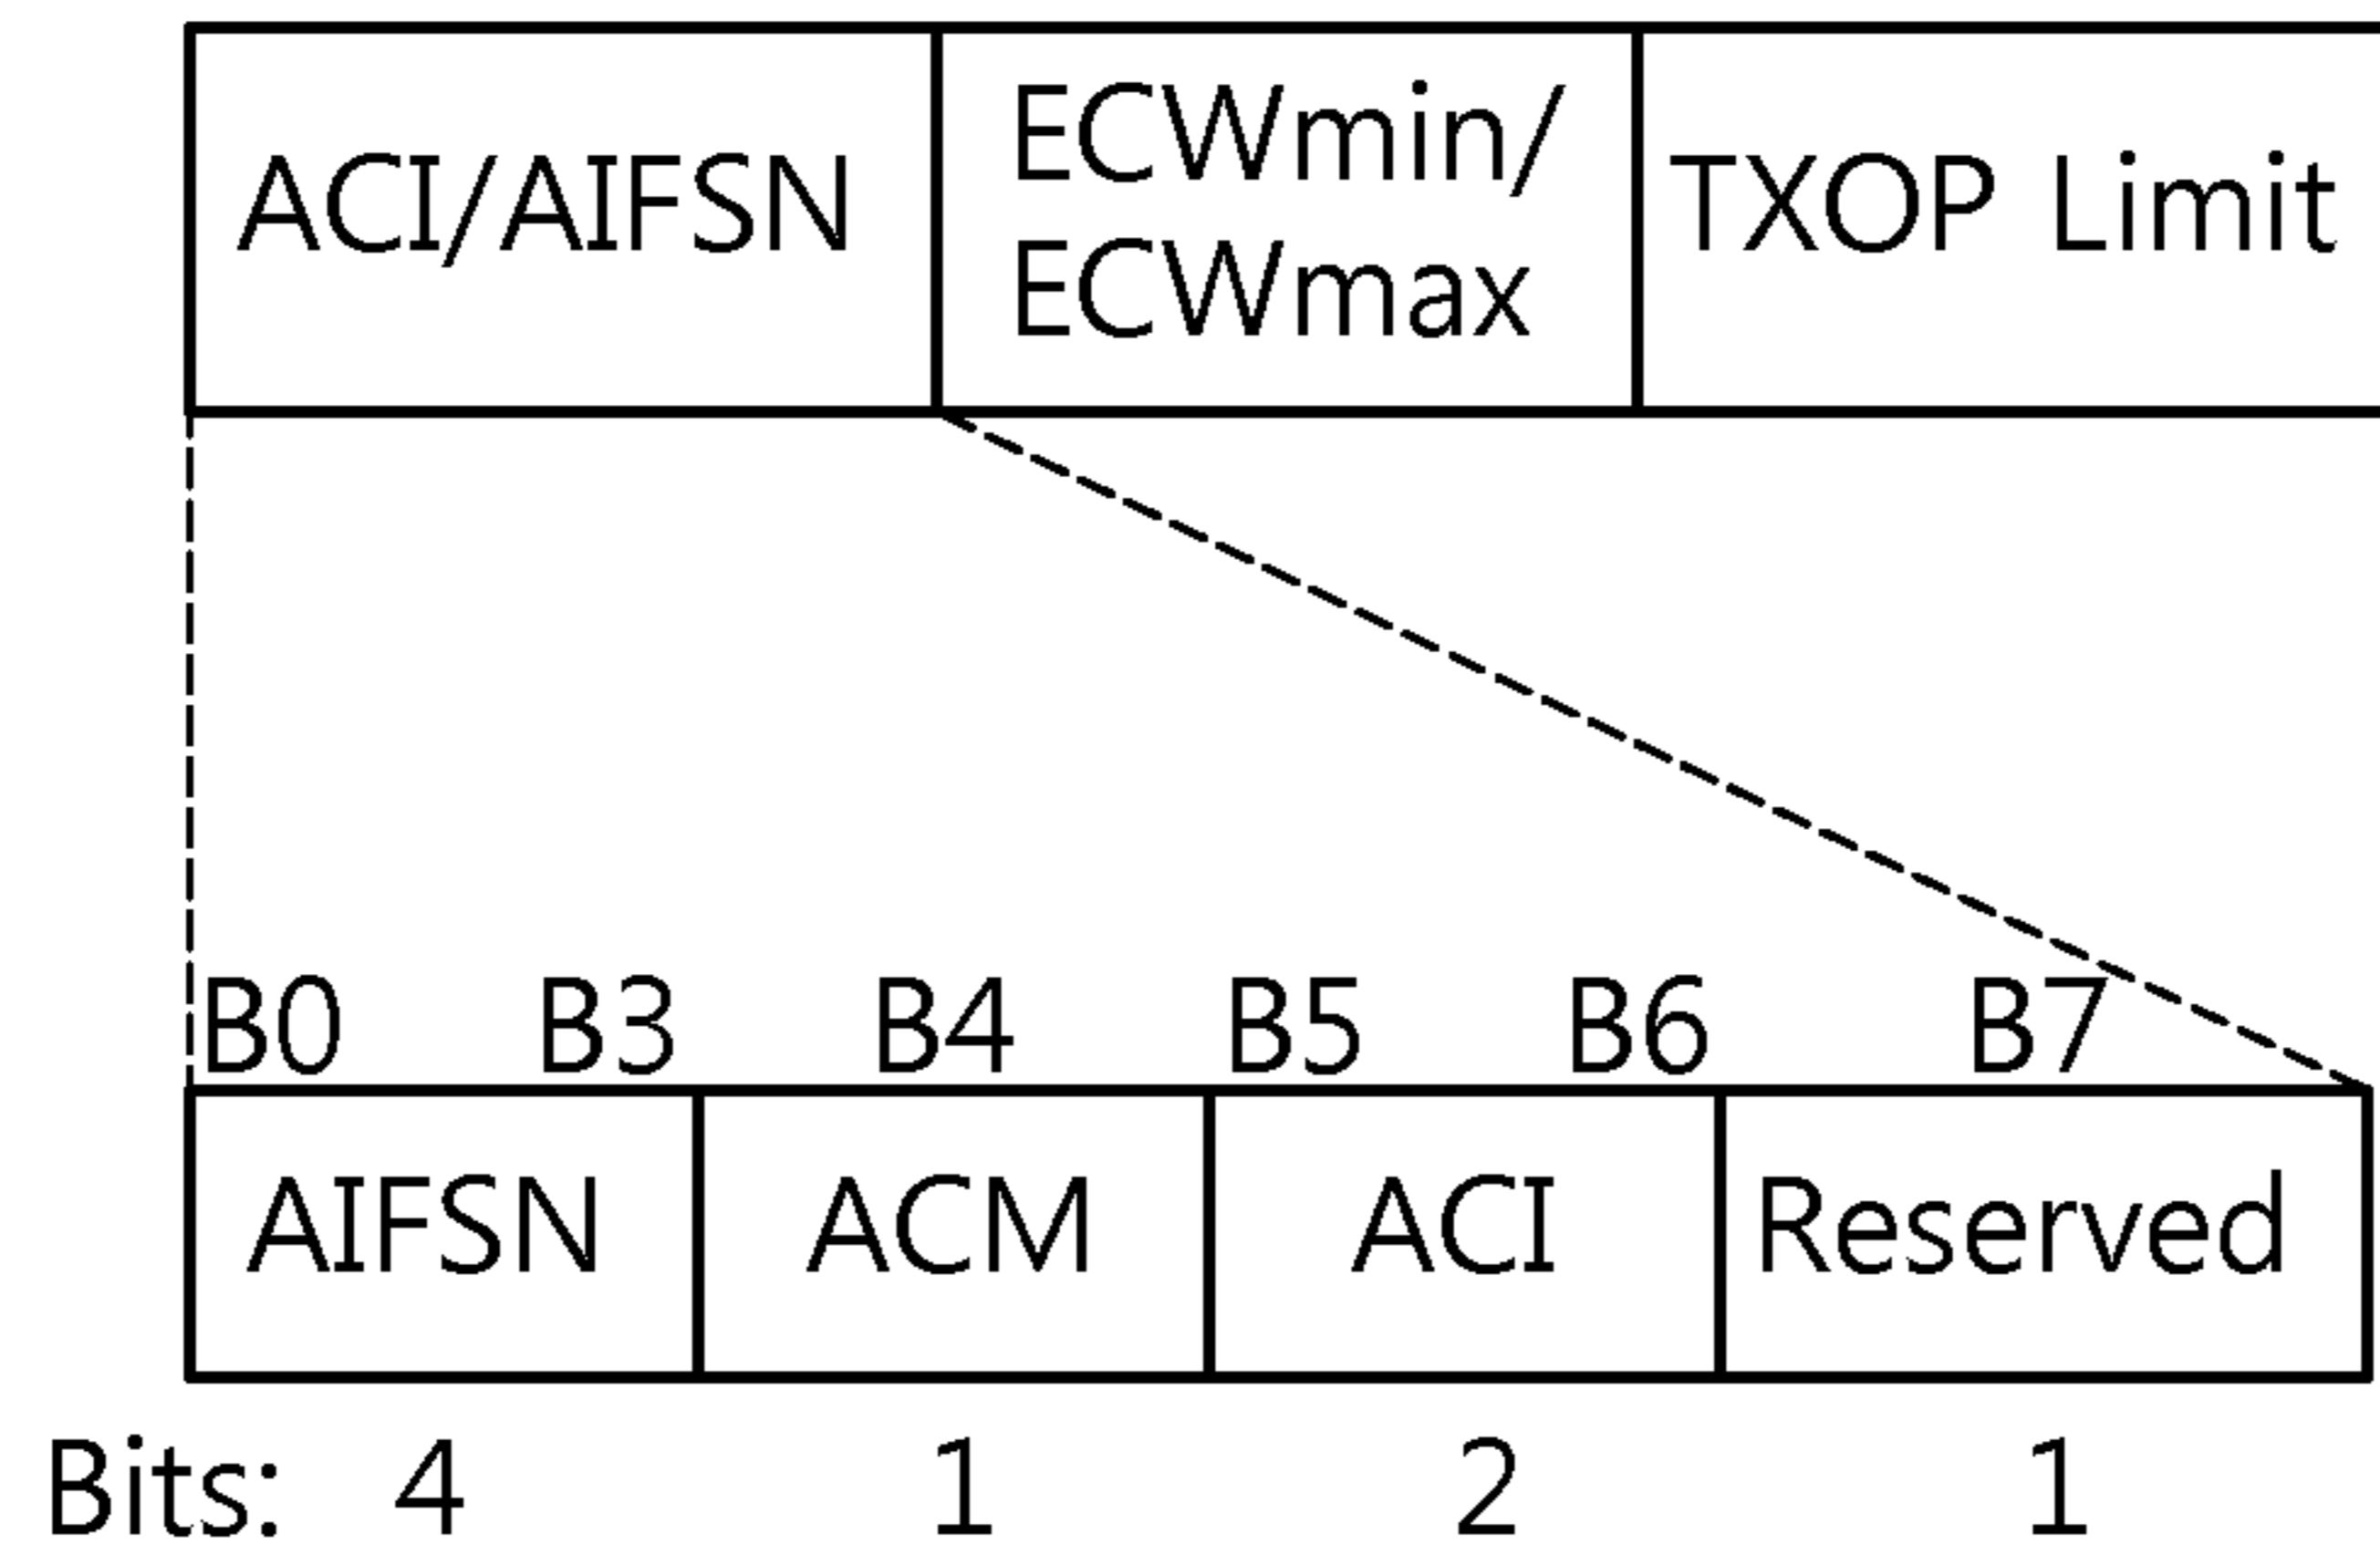 ACI/AIFSN ECWmin/ TXOP Limit
ECWmax
B0 B3 B4 B5 B6 B7
AIFSN ACM ACI Reserved
Bits: 4 1 2 1